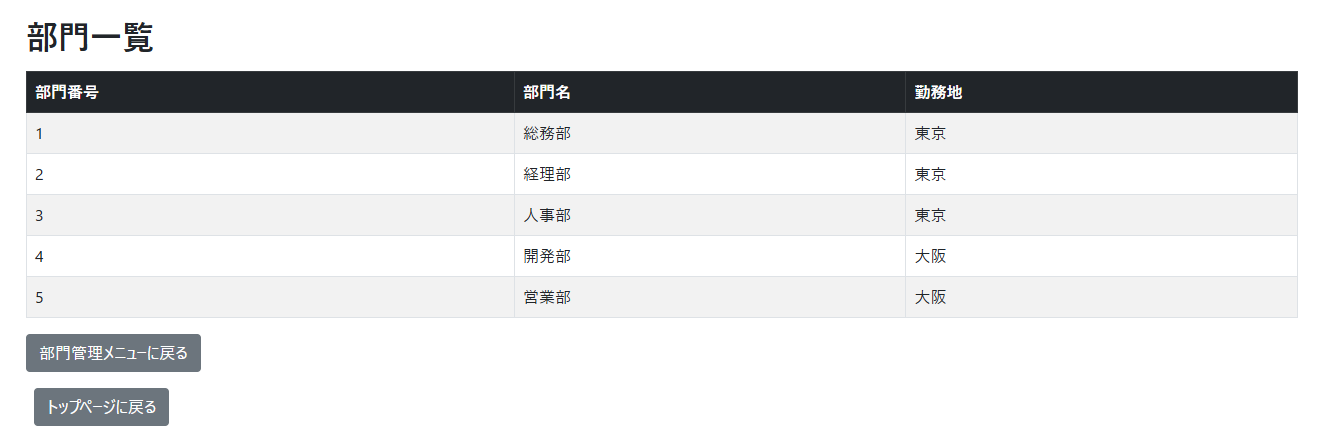 部門一覧
部門番号 部門名 勤務地
1 総務部 東京
2 経理部 東京
3 人事部 東京
4 開発部 大阪
5 営業部 大阪
部門管理メニューに戻る
トップページに戻る